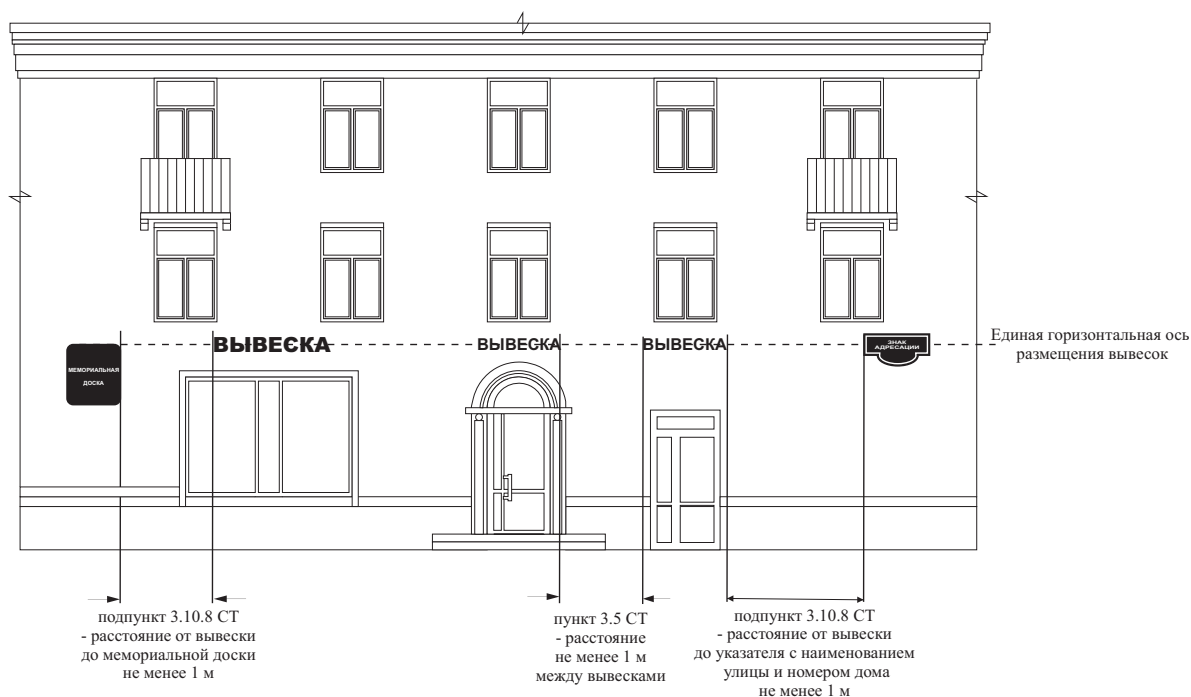 ВЫВЕСКА
ВЫВЕСКА
ВЫВЕСКА
ЗНАК
АДРЕСАЦИИ
Единая горизонтальная ось
размещения вывесок
МЕМОРИАЛЬНАЯ
ДОСКА
подпункт 3.10.8 СТ
- расстояние от вывески
до мемориальной доски
не менее 1 м
пункт 3.5 СТ
- расстояние
не менее 1 м
между вывесками
подпункт 3.10.8 СТ
- расстояние от вывески
до указателя с наименованием
улицы и номером дома
не менее 1 м